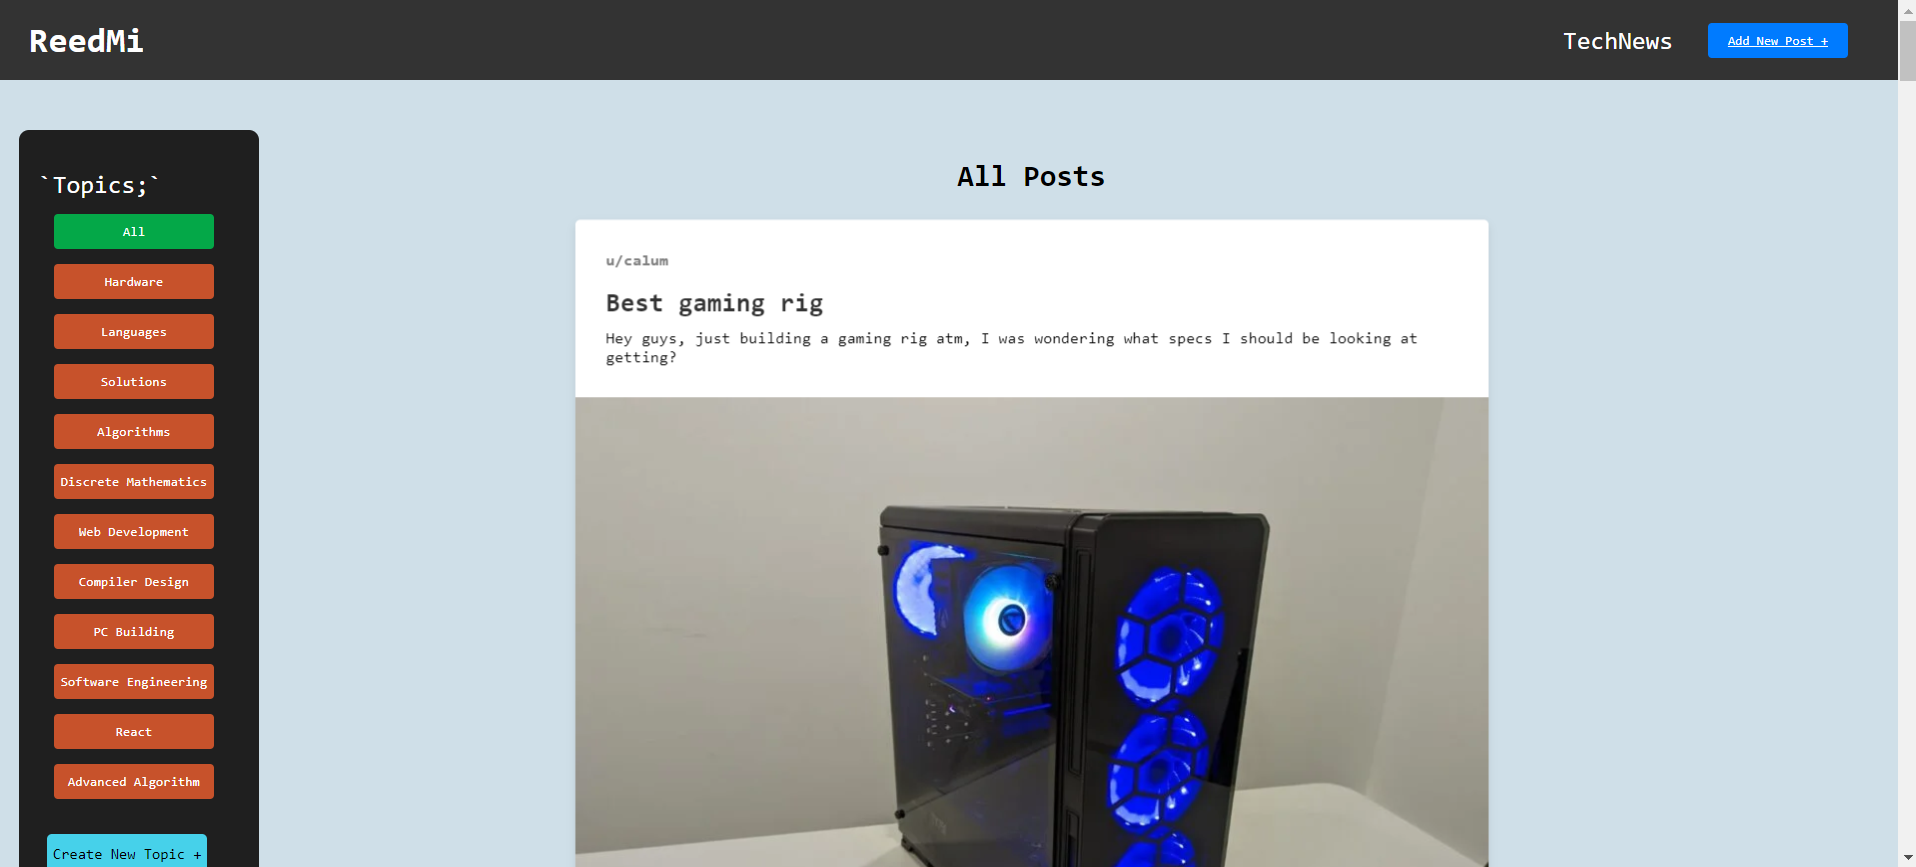 ReedMi
TechNews
Add New Post +
`Topics;`
All
Hardware
Languages
Solutions
Algorithms
Discrete Mathematics
Web Development
Compiler Design
PC Building
Software Engineering
React
Advanced Algorithm
Create New Topic +
All Posts
u/calum
Best gaming rig
Hey guys, just building a gaming rig atm, I was wondering what specs I should be looking at
getting?